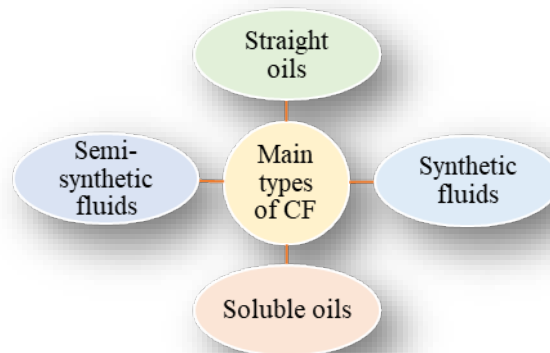 Straight
oils
Semi-
synthetic
fluids
Main
types
of CF
Synthetic
fluids
Soluble oils